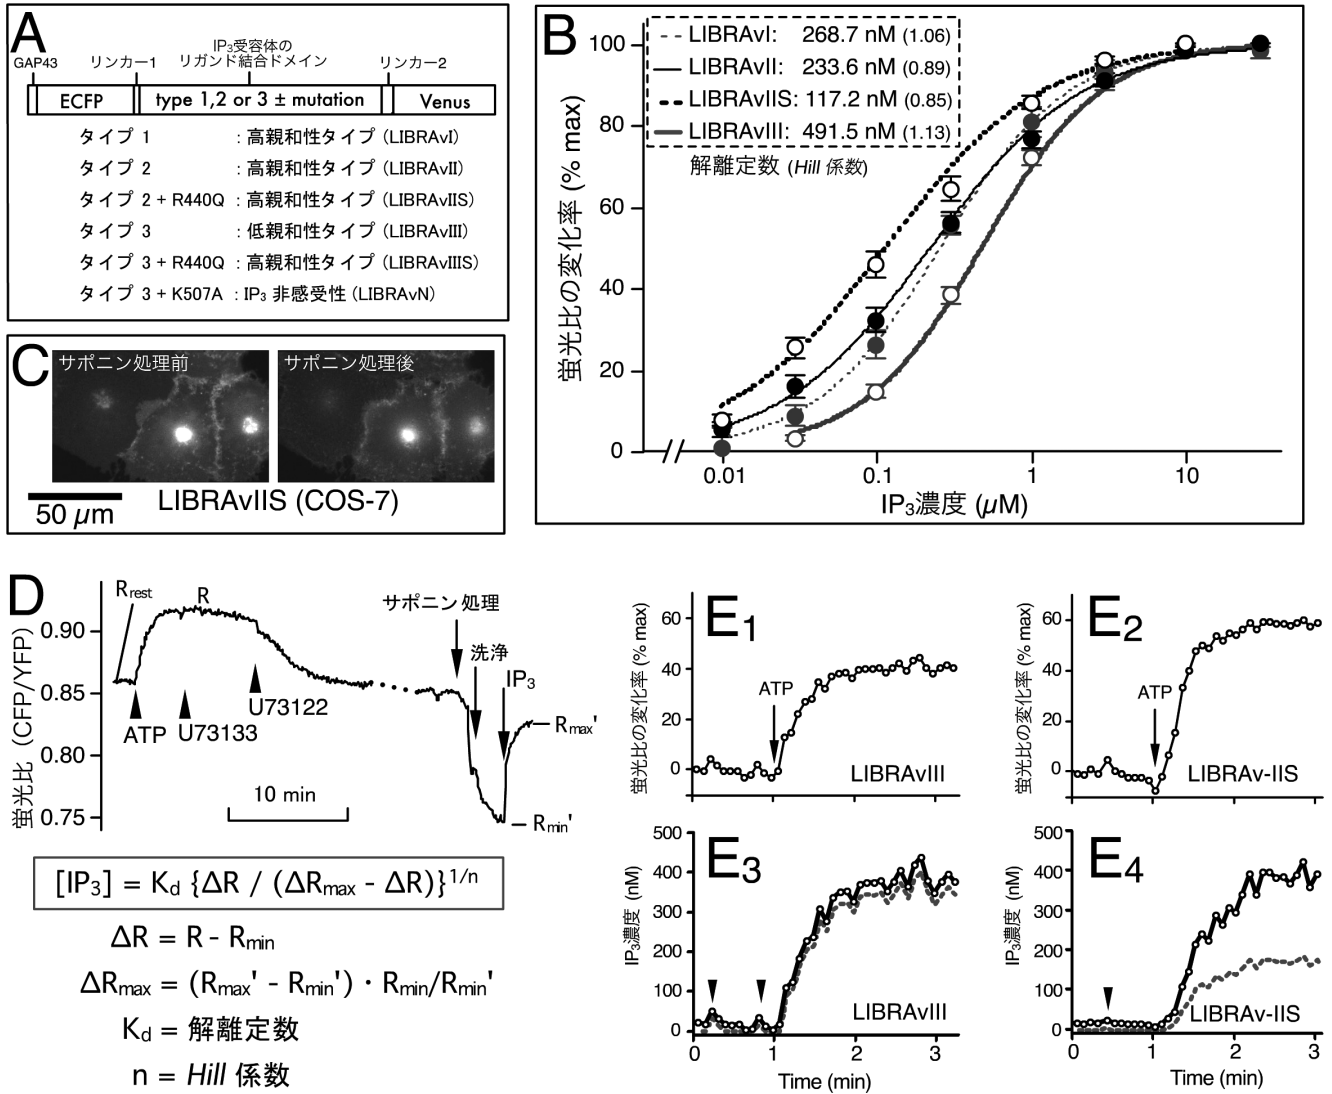 A
IP₃受容体の
リガンド結合ドメイン
GAP43
リンカー1
リンカー2
ECFP
type 1,2 or 3 ± mutation
Venus
タイプ 1 : 高親和性タイプ (LIBRAvI)
タイプ 2 : 高親和性タイプ (LIBRAvII)
タイプ 2 + R440Q : 高親和性タイプ (LIBRAvIIS)
タイプ 3 : 低親和性タイプ (LIBRAvIII)
タイプ 3 + R440Q : 高親和性タイプ (LIBRAvIIIS)
タイプ 3 + K507A : IP₃ 非感受性 (LIBRAvN)
B
LIBRAvI: 268.7 nM (1.06)
LIBRAvII: 233.6 nM (0.89)
LIBRAvIIS: 117.2 nM (0.85)
LIBRAvIII: 491.5 nM (1.13)
解離定数 (Hill 係数)
蛍光比の変化率 (% max)
100
80
60
40
20
0
0.01
0.1
1
10
IP₃濃度 (µM)
C
サポニン処理前
サポニン処理後
50 µm
LIBRAvIIS (COS-7)
D
蛍光比 (CFP/YFP)
0.90
0.85
0.80
0.75
Rrest
R
ATP
U73133
U73122
サポニン処理
洗浄
IP₃
Rmax'
Rmin'
10 min
[IP₃] = Kd {ΔR / (ΔRmax - ΔR)}1/n
ΔR = R - Rmin
ΔRmax = (Rmax' - Rmin') · Rmin/Rmin'
Kd = 解離定数
n = Hill 係数
E1
蛍光比の変化率 (% max)
60
40
20
0
ATP
LIBRAvIII
E2
蛍光比の変化率 (% max)
60
40
20
0
ATP
LIBRAv-IIS
E3
IP₃濃度 (nM)
500
400
300
200
100
0
LIBRAvIII
0
1
2
3
Time (min)
E4
IP₃濃度 (nM)
500
400
300
200
100
0
LIBRAv-IIS
0
1
2
3
Time (min)